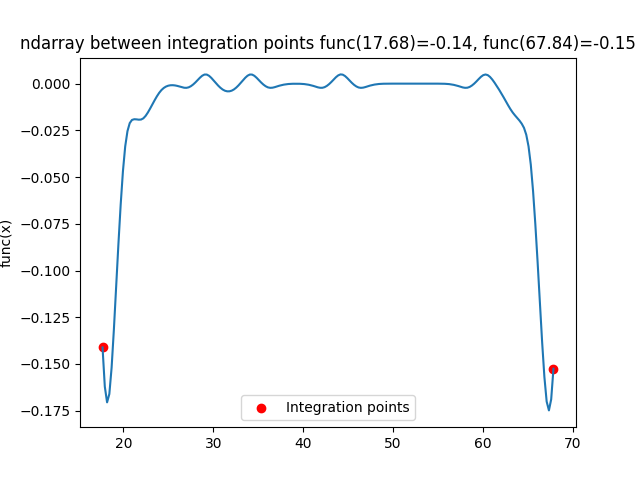 ndarray between integration points func(17.68)=-0.14, func(67.84)=-0.15
0.000
−0.025
−0.050
−0.075
−0.100
−0.125
−0.150
−0.175
func(x)
Integration points
20 30 40 50 60 70